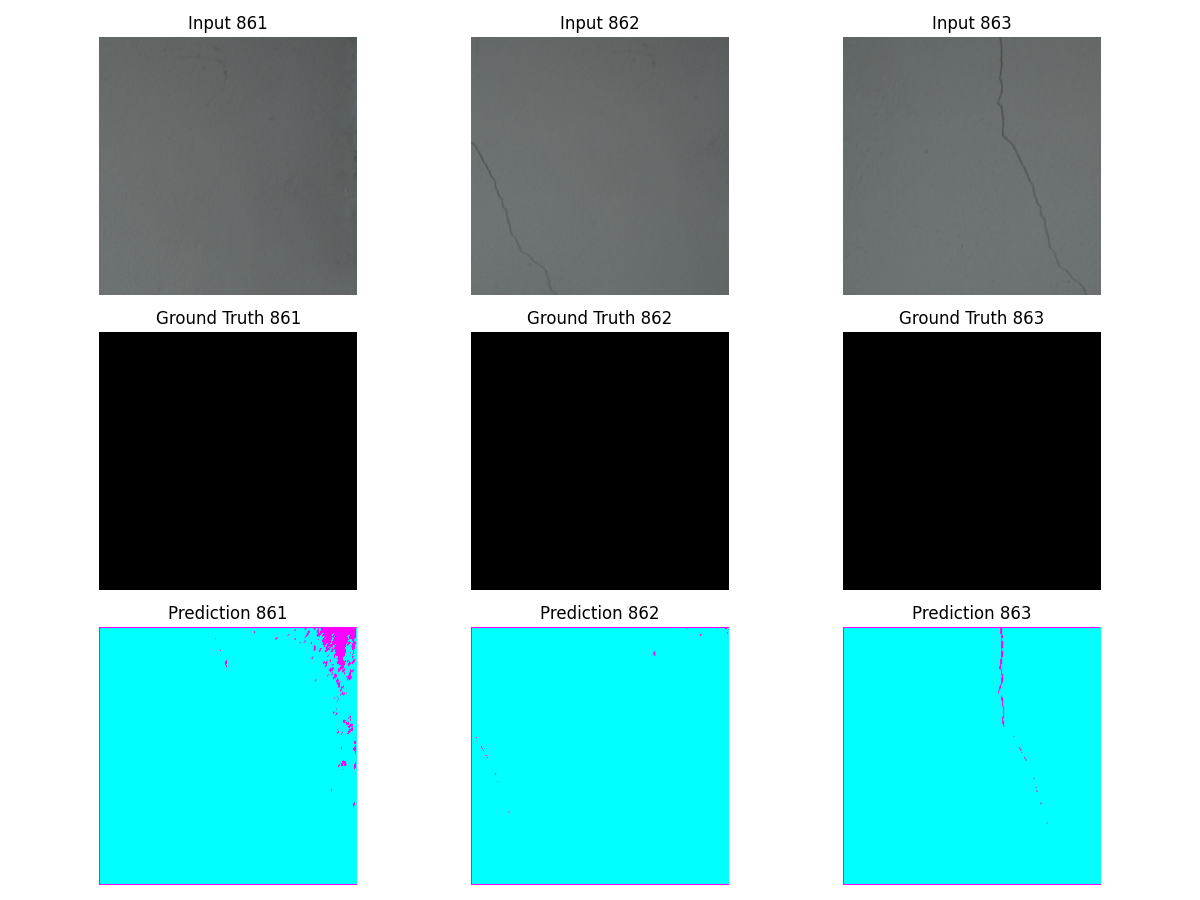 Input 861
Input 862
Input 863
Ground Truth 861
Ground Truth 862
Ground Truth 863
Prediction 861
Prediction 862
Prediction 863